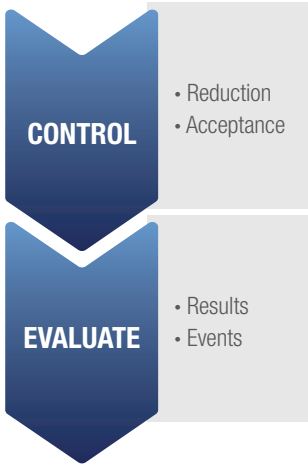 CONTROL
• Reduction
• Acceptance
EVALUATE
• Results
• Events